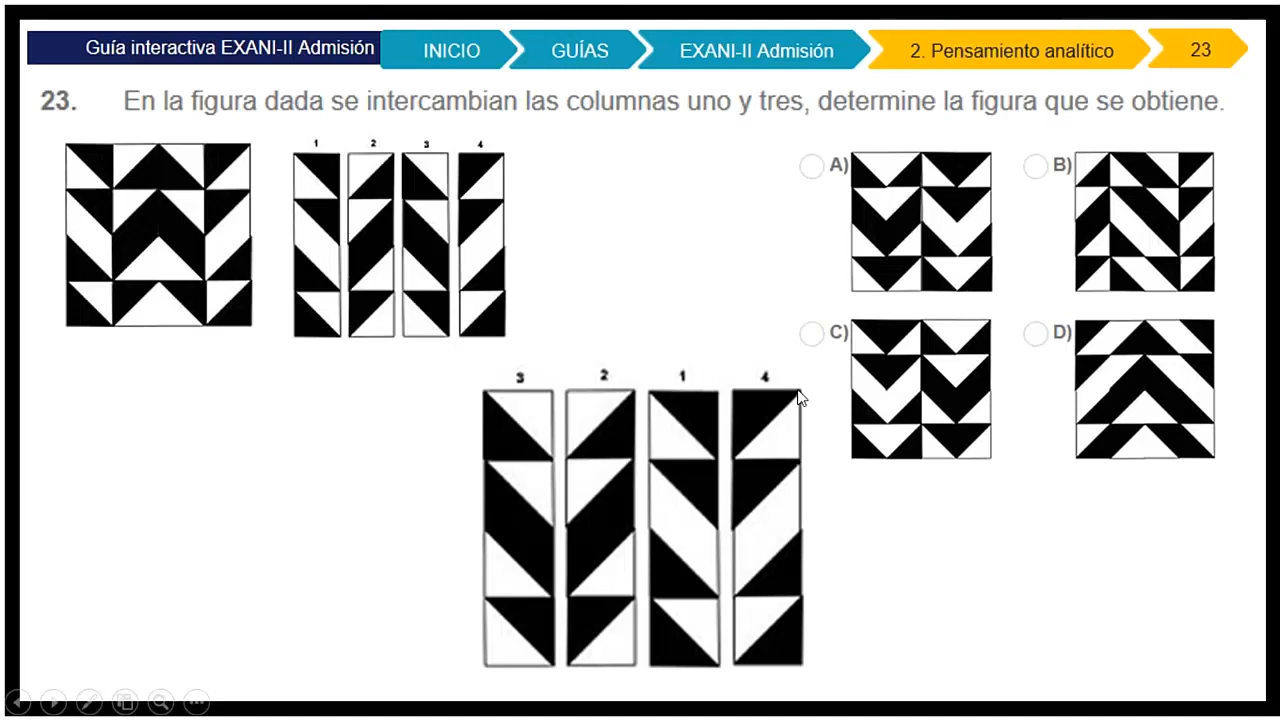 Guía interactiva EXANI-II Admisión
INICIO
GUÍAS
EXANI-II Admisión
2. Pensamiento analítico
23
23. En la figura dada se intercambian las columnas uno y tres, determine la figura que se obtiene.
1 2 3 4
A)
B)
C)
D)
3 2 1 4